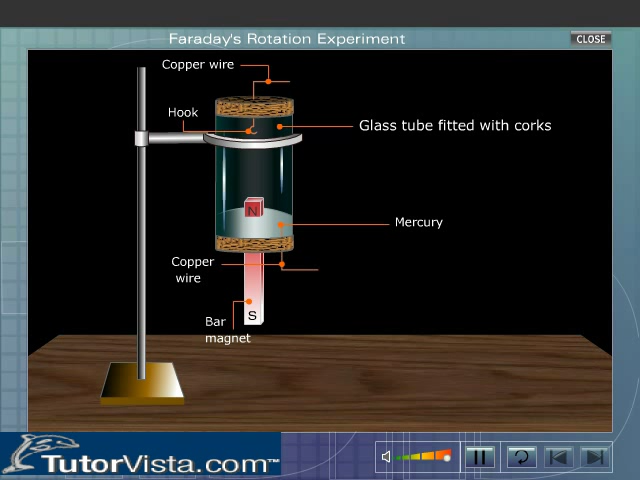 Faraday's Rotation Experiment
CLOSE
Copper wire
Hook
Glass tube fitted with corks
N
Mercury
Copper
wire
S
Bar
magnet
TutorVista.com™